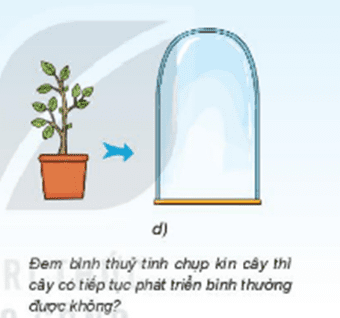 d)
Đem bình thuỷ tinh chụp kín cây thì
cây có tiếp tục phát triển bình thường
được không?